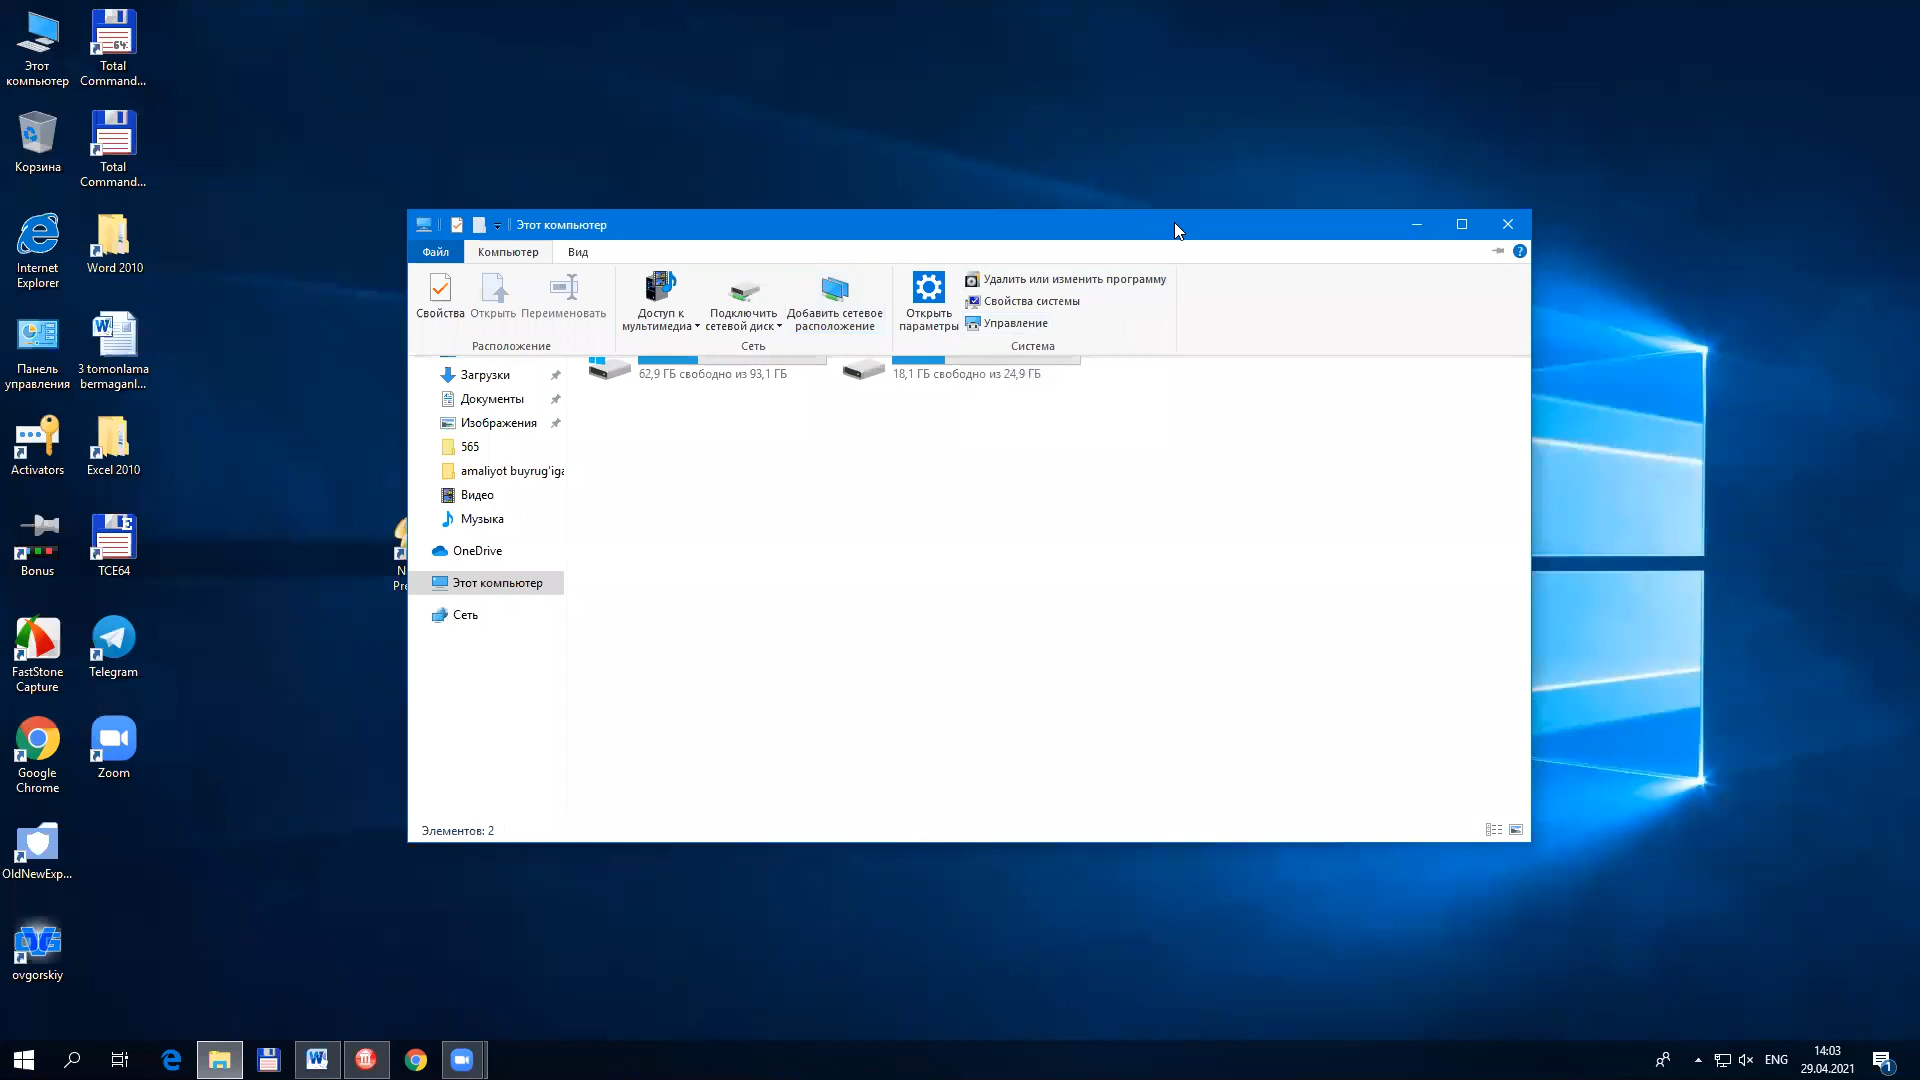 Этот
компьютер
Total
Command...
Корзина
Total
Command...
Internet
Explorer
Word 2010
Панель
управления
3 tomonlama
bermaganl...
Activators
Excel 2010
Bonus
TCE64
FastStone
Capture
Telegram
Google
Chrome
Zoom
OldNewExp...
ovgorskiy
Этот компьютер
Файл
Компьютер
Вид
Свойства
Открыть
Переименовать
Расположение
Доступ к
мультимедиа
Подключить
сетевой диск
Добавить сетевое
расположение
Сеть
Открыть
параметры
Удалить или изменить программу
Свойства системы
Управление
Система
Загрузки
Документы
Изображения
565
amaliyot buyrug'iga
Видео
Музыка
OneDrive
Этот компьютер
Сеть
62,9 ГБ свободно из 93,1 ГБ
18,1 ГБ свободно из 24,9 ГБ
Элементов: 2
ENG
14:03
29.04.2021
1